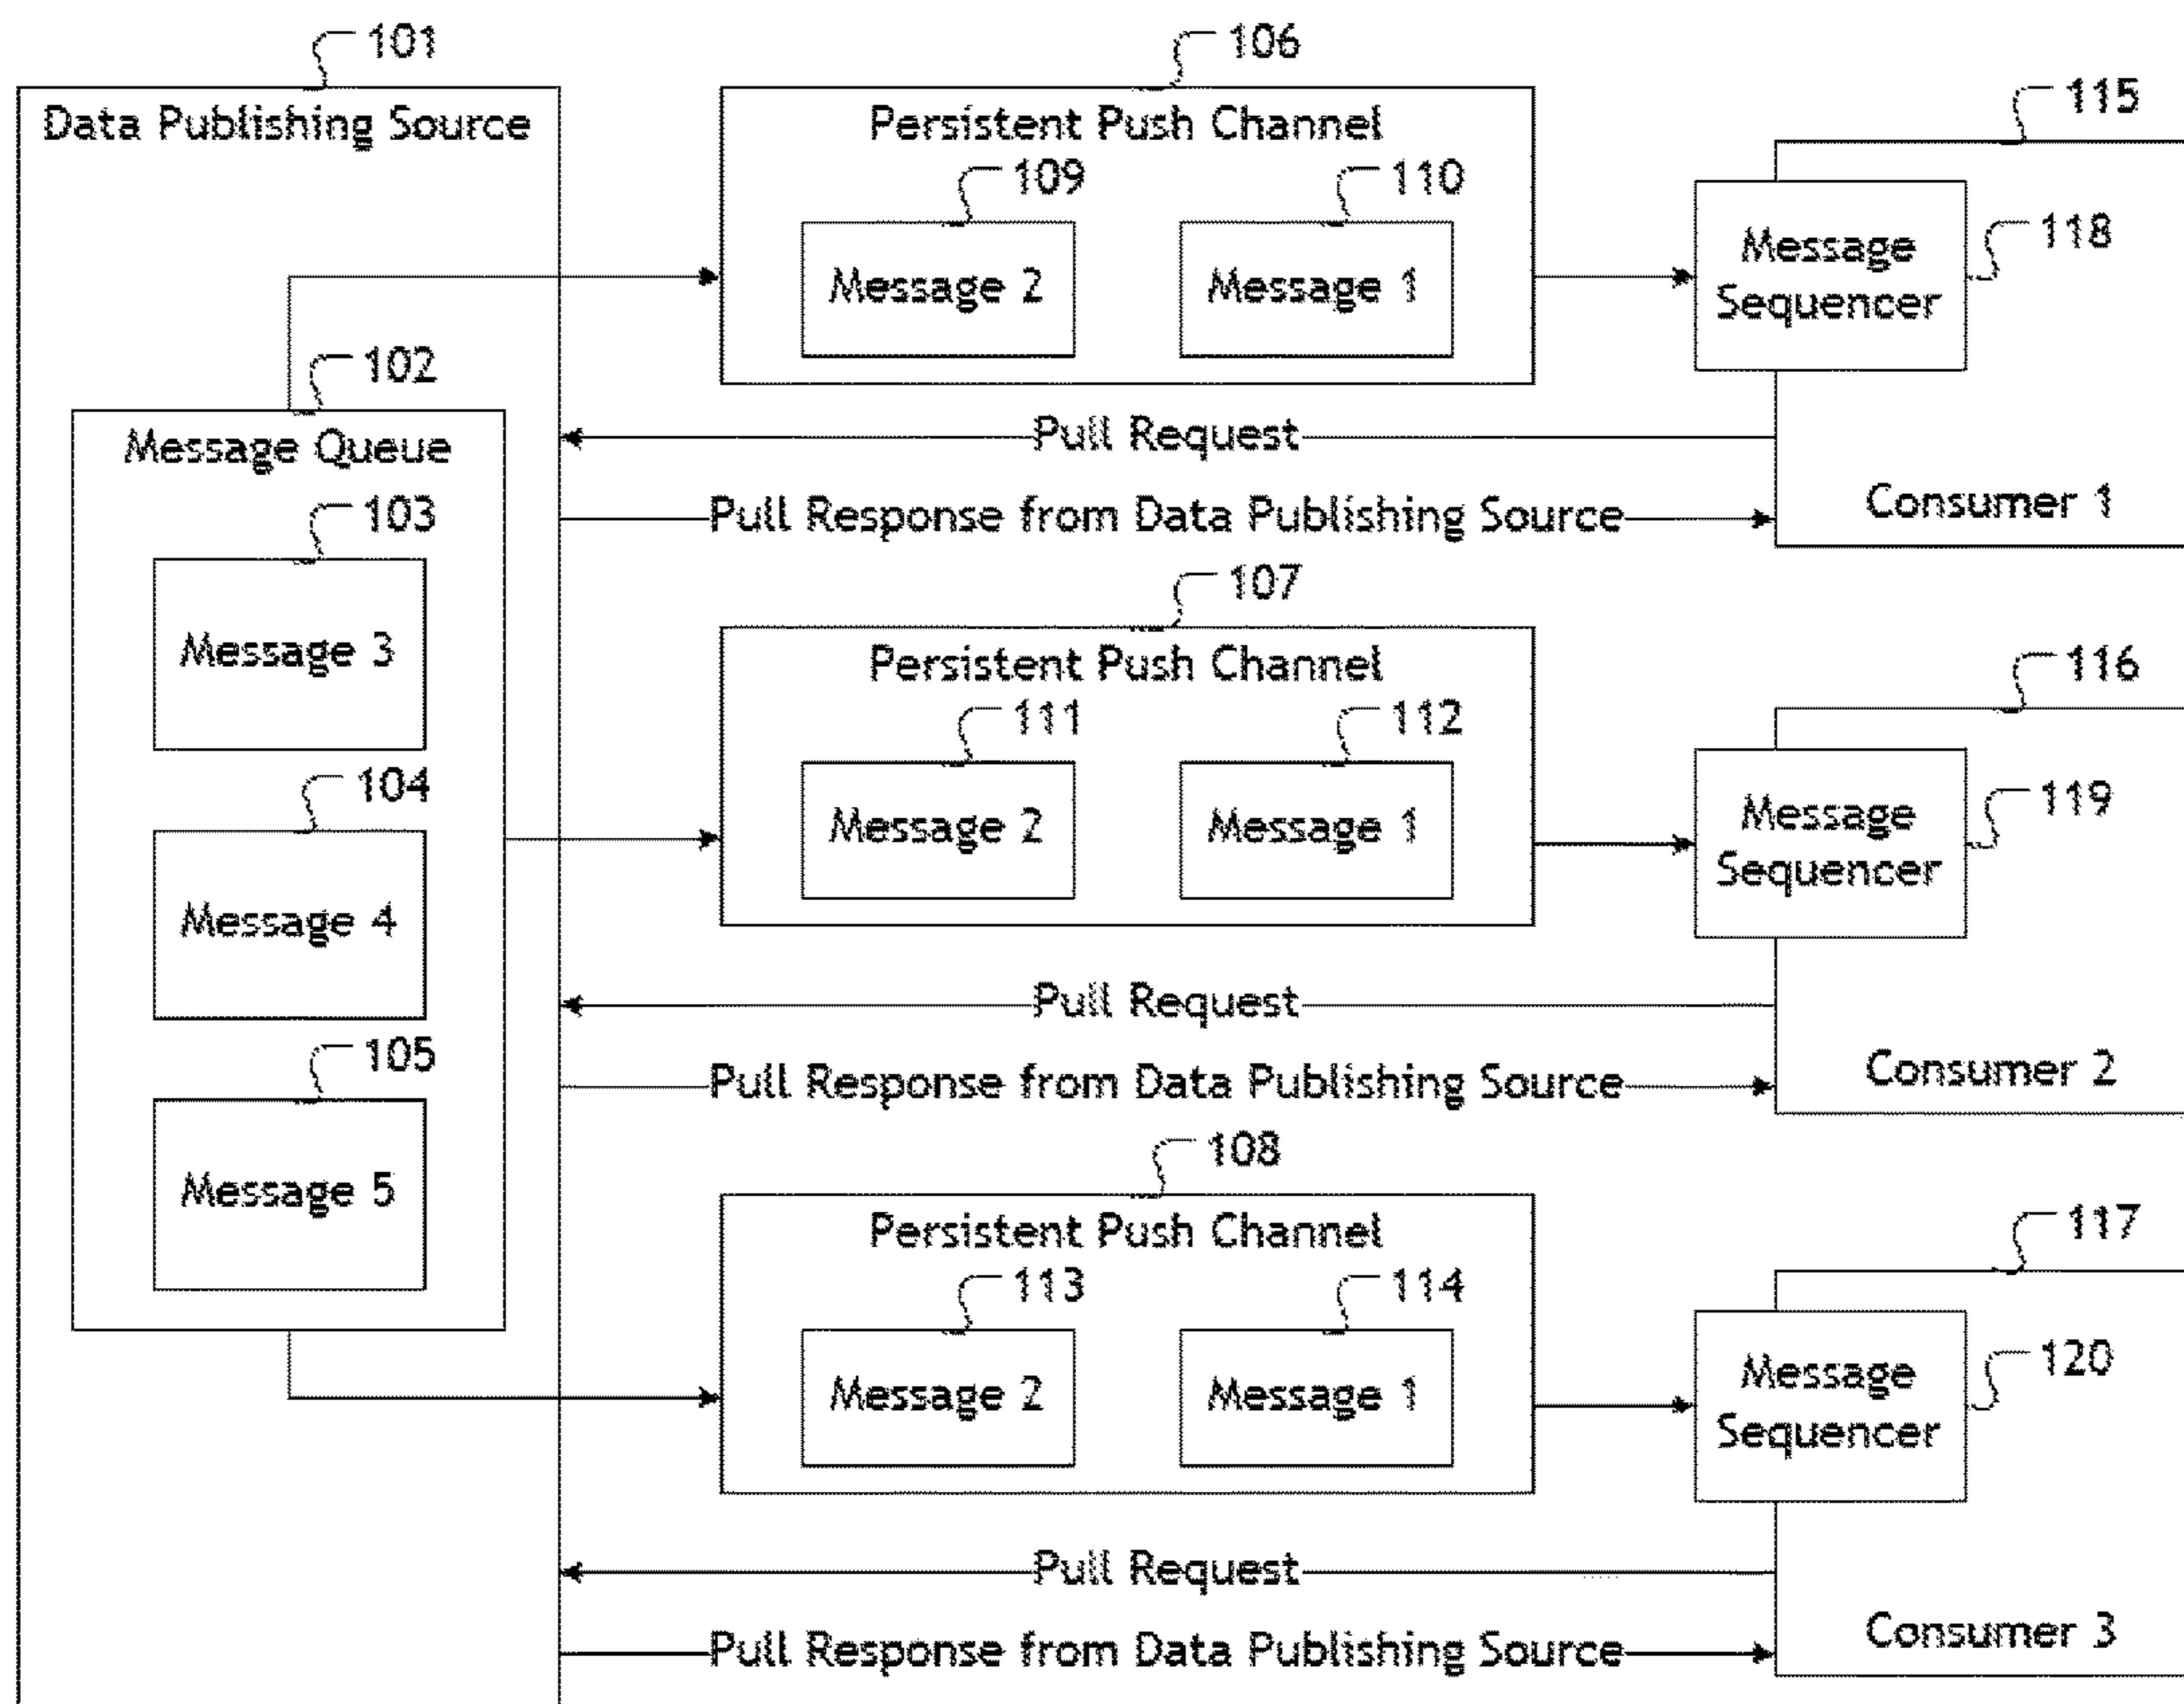 101
Data Publishing Source
102
Message Queue
103
Message 3
104
Message 4
105
Message 5
106
Persistent Push Channel
109
Message 2
110
Message 1
115
Message
Sequencer
118
Pull Request
Pull Response from Data Publishing Source
Consumer 1
107
Persistent Push Channel
111
Message 2
112
Message 1
116
Message
Sequencer
119
Pull Request
Pull Response from Data Publishing Source
Consumer 2
108
Persistent Push Channel
113
Message 2
114
Message 1
117
Message
Sequencer
120
Pull Request
Pull Response from Data Publishing Source
Consumer 3